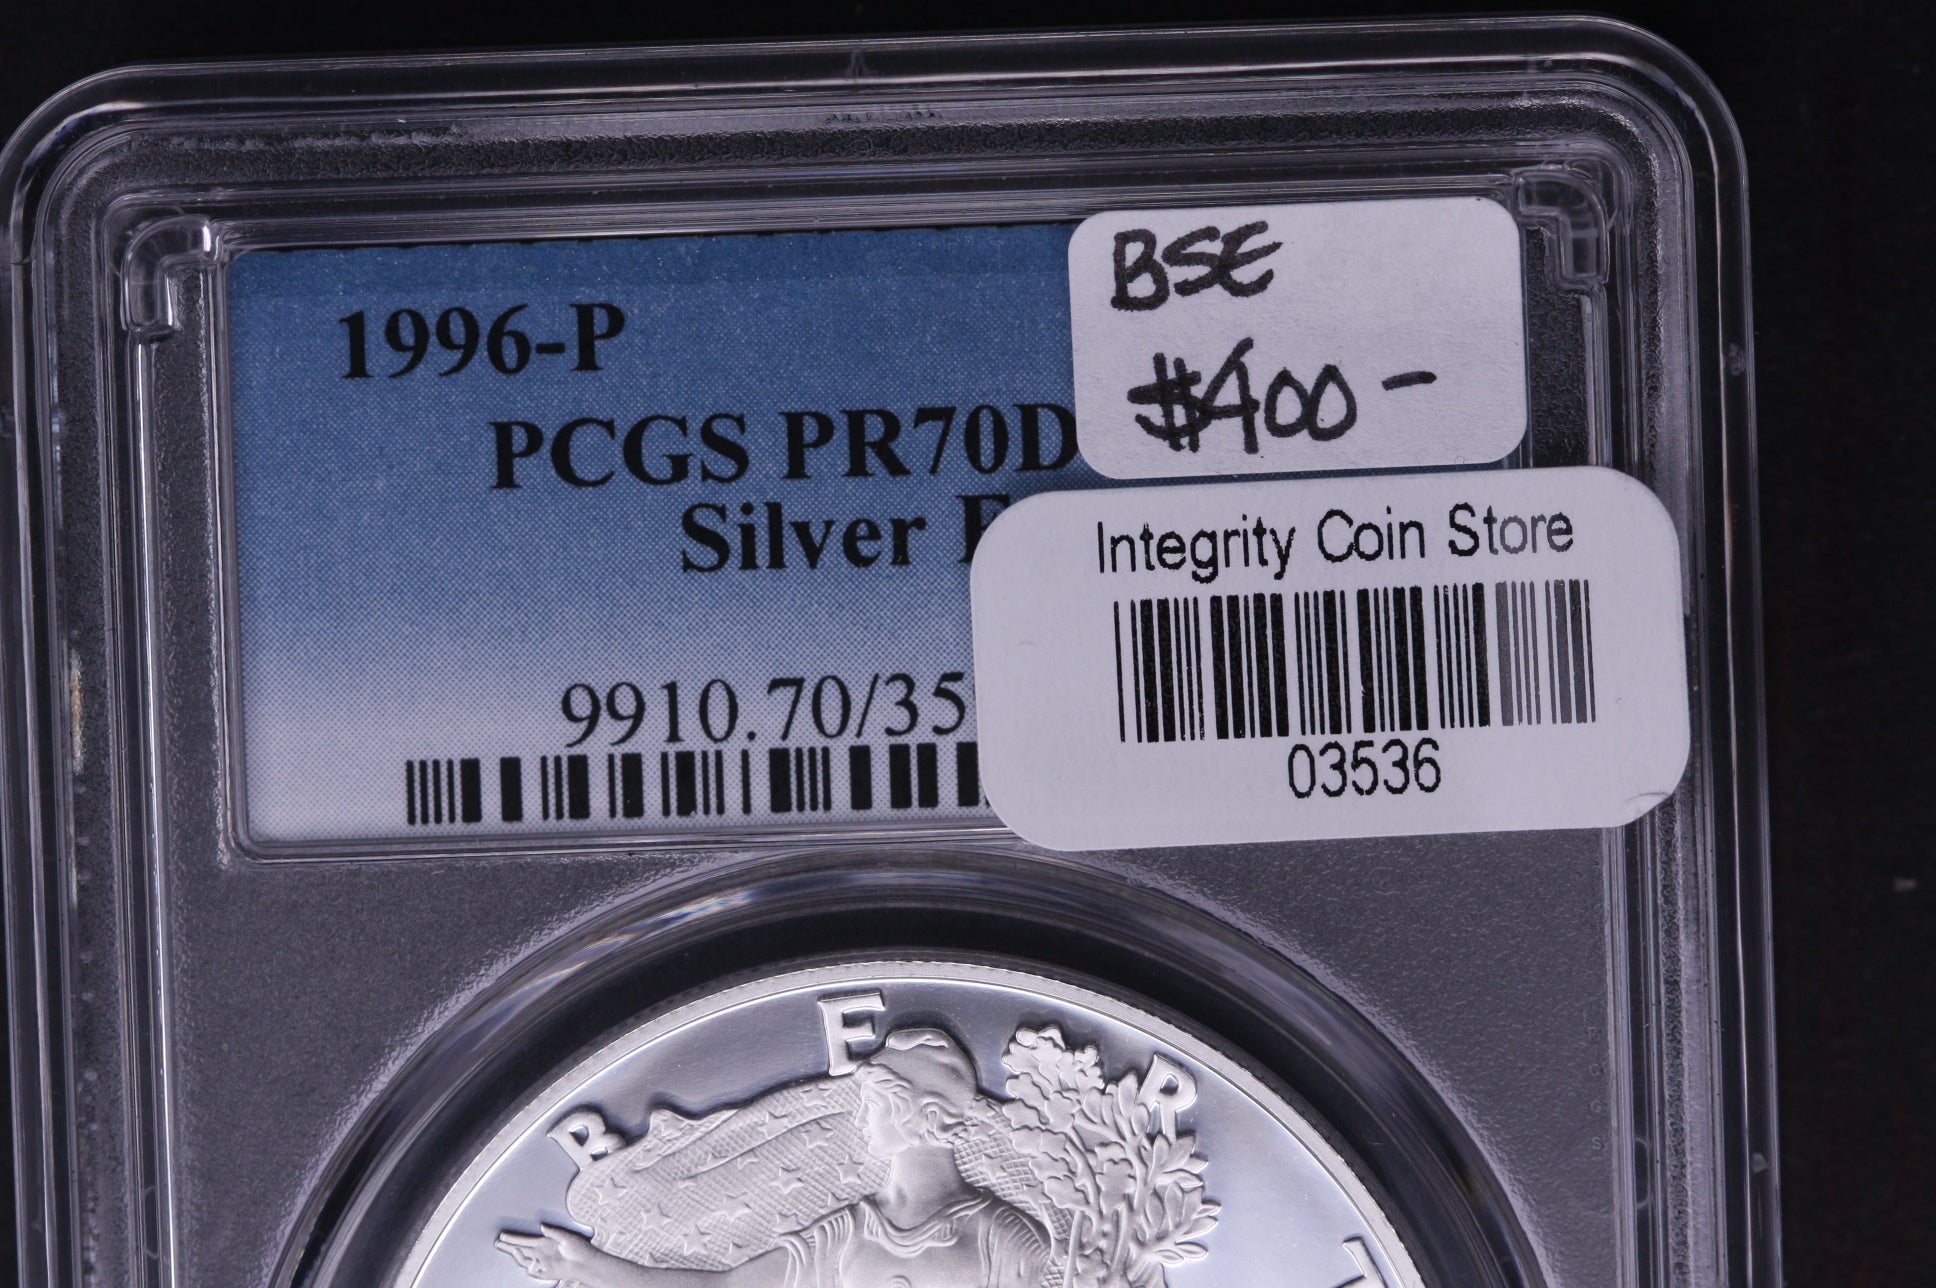 1996-P
PCGS PR70D
Silver
9910.70/35
BSE
$400-
Integrity Coin Store
03536
B E R T